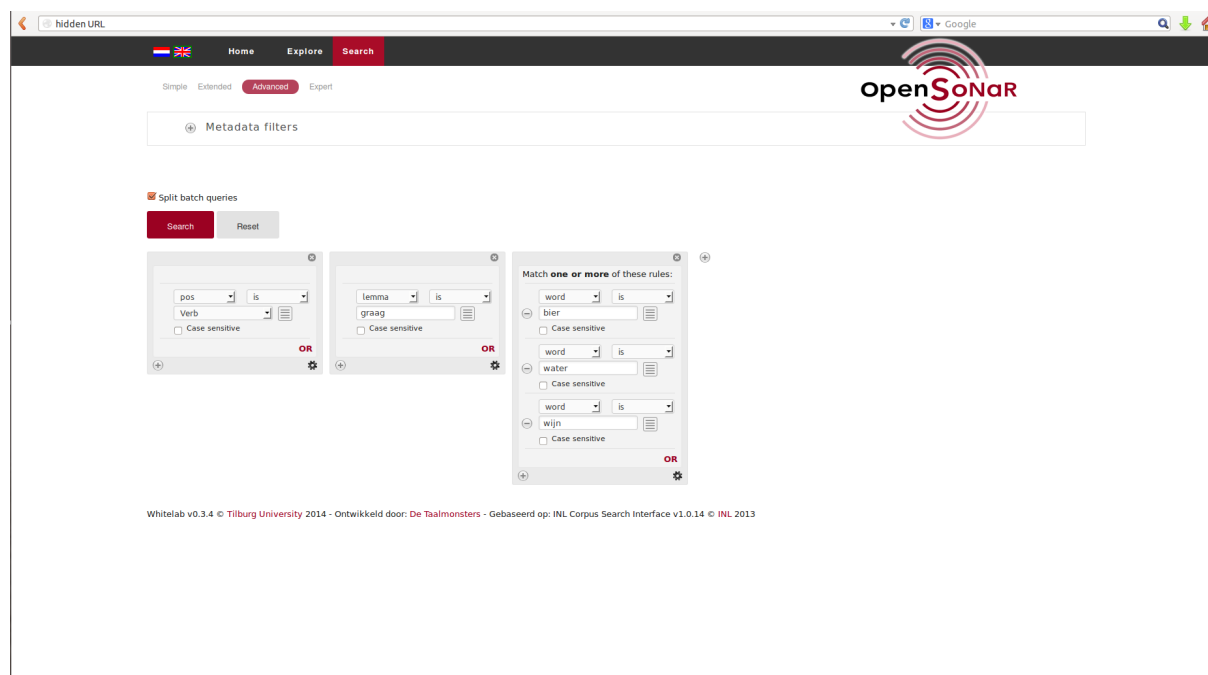 hidden URL Google
Home Explore Search
Simple Extended Advanced Expert
OpenSoNaR
Metadata filters
Split batch queries
Search Reset
Match one or more of these rules:
pos is
Verb
Case sensitive
OR
lemma is
graag
Case sensitive
OR
word is
bier
Case sensitive
word is
water
Case sensitive
word is
wijn
Case sensitive
OR
Whitelab v0.3.4 © Tilburg University 2014 - Ontwikkeld door: De Taalmonsters - Gebaseerd op: INL Corpus Search Interface v1.0.14 © INL 2013